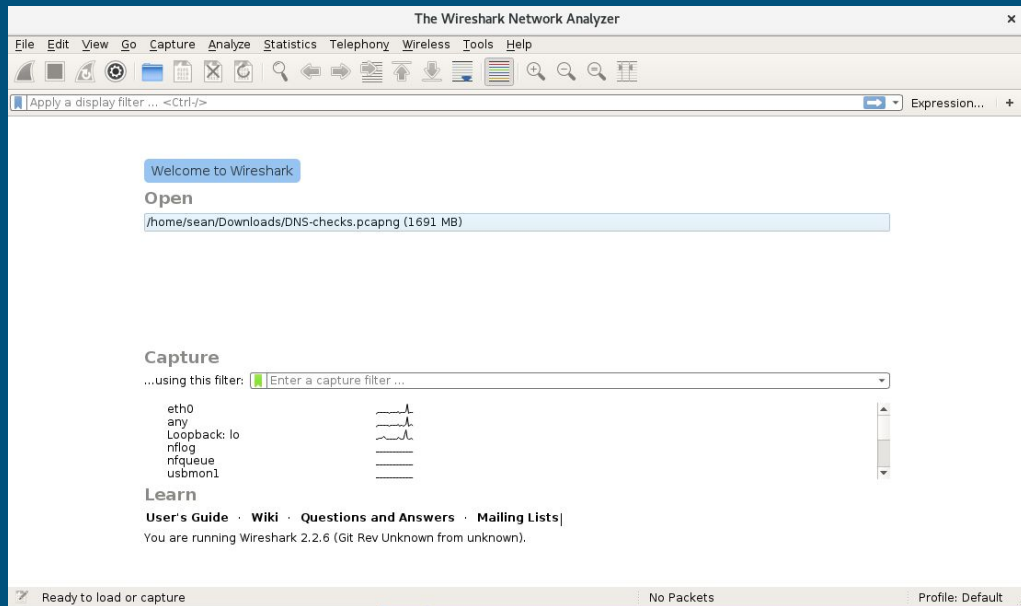 The Wireshark Network Analyzer ×
File Edit View Go Capture Analyze Statistics Telephony Wireless Tools Help
Apply a display filter ... <Ctrl-/> Expression... +
Welcome to Wireshark
Open
/home/sean/Downloads/DNS-checks.pcapng (1691 MB)
Capture
...using this filter: Enter a capture filter ...
eth0
any
Loopback: lo
nflog
nfqueue
usbmon1
Learn
User's Guide · Wiki · Questions and Answers · Mailing Lists|
You are running Wireshark 2.2.6 (Git Rev Unknown from unknown).
Ready to load or capture No Packets Profile: Default